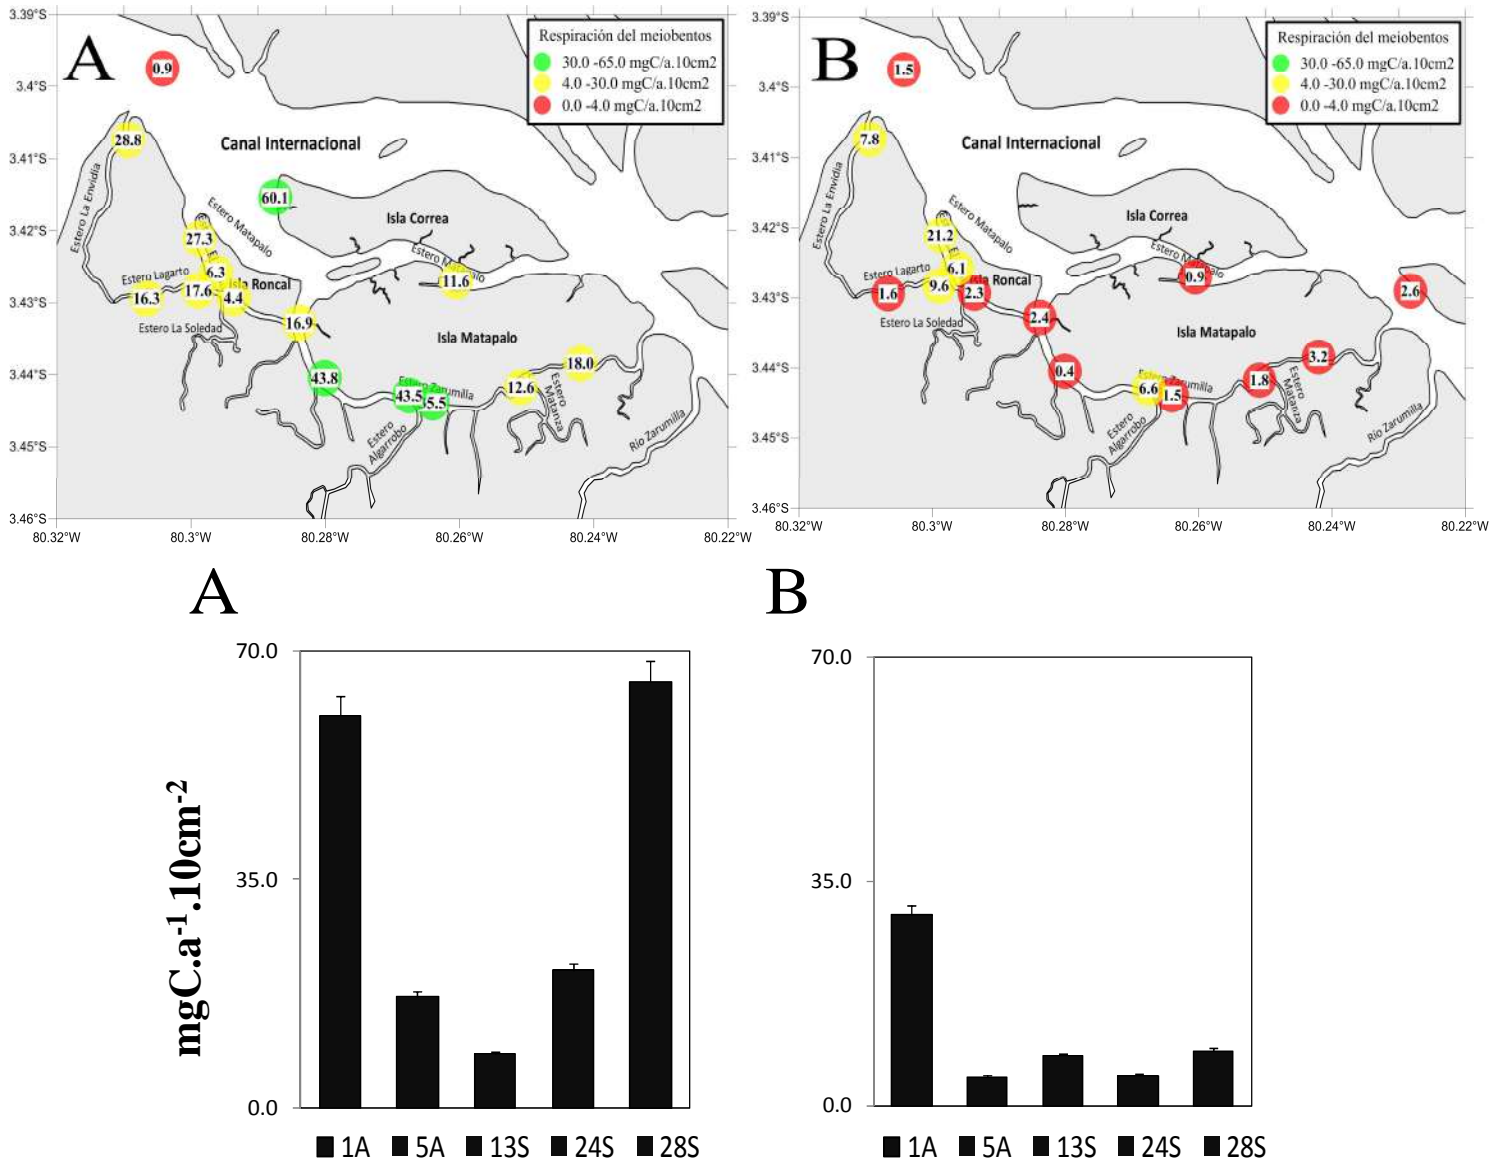 A
Respiración del meiobentos
30.0 -65.0 mgC/a.10cm2
4.0 -30.0 mgC/a.10cm2
0.0 -4.0 mgC/a.10cm2
3.39°S
3.4°S
3.41°S
3.42°S
3.43°S
3.44°S
3.45°S
3.46°S
80.32°W
80.3°W
80.28°W
80.26°W
80.24°W
80.22°W
0.9
28.8
Canal Internacional
60.1
Isla Correa
Estero La Envidia
Estero Matapalo
27.3
6.3
Estero Lagarto
Isla Roncal
17.6
16.3
4.4
Estero La Soledad
16.9
11.6
Isla Matapalo
43.8
Estero Zarumilla
43.5
12.6
18.0
Estero
Matanza
Estero
Algarrobo
Río Zarumilla
B
Respiración del meiobentos
30.0 -65.0 mgC/a.10cm2
4.0 -30.0 mgC/a.10cm2
0.0 -4.0 mgC/a.10cm2
3.39°S
3.4°S
3.41°S
3.42°S
3.43°S
3.44°S
3.45°S
3.46°S
80.32°W
80.3°W
80.28°W
80.26°W
80.24°W
80.22°W
1.5
7.8
Canal Internacional
Isla Correa
Estero La Envidia
Estero Matapalo
21.2
6.1
Estero Lagarto
Isla Roncal
9.6
1.6
2.3
Estero La Soledad
2.4
0.9
2.6
Isla Matapalo
0.4
Estero Zarumilla
6.6
1.5
1.8
3.2
Estero
Matanza
Estero
Algarrobo
Río Zarumilla
A
mgC.a-1.10cm-2
70.0
35.0
0.0
1A 5A 13S 24S 28S
B
70.0
35.0
0.0
1A 5A 13S 24S 28S